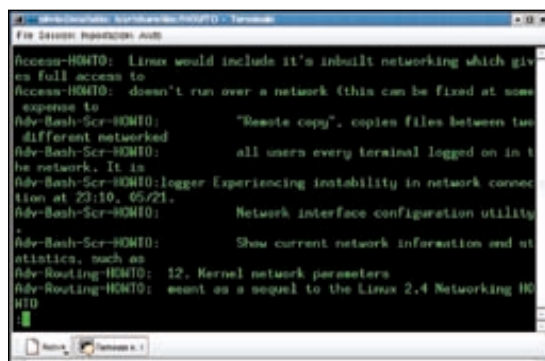 File Sessioni Impostazioni Aiuto
Access-HOWTO:  Linux would include it's inbuilt networking which giv
es full access to
Access-HOWTO:  doesn't run over a network (this can be fixed at some
 expense to
Adv-Bash-Scr-HOWTO:            "Remote copy", copies files between two
 different networked
Adv-Bash-Scr-HOWTO:            all users every terminal logged on in t
he network. It is
Adv-Bash-Scr-HOWTO:logger Experiencing instability in network connec
tion at 23:10, 05/21.
Adv-Bash-Scr-HOWTO:            Network interface configuration utility
.
Adv-Bash-Scr-HOWTO:            Show current network information and st
atistics, such as
Adv-Routing-HOWTO:  12. Kernel network parameters
Adv-Routing-HOWTO:  meant as a sequel to the Linux 2.4 Networking HO
WTO
:
Terminale n. 1